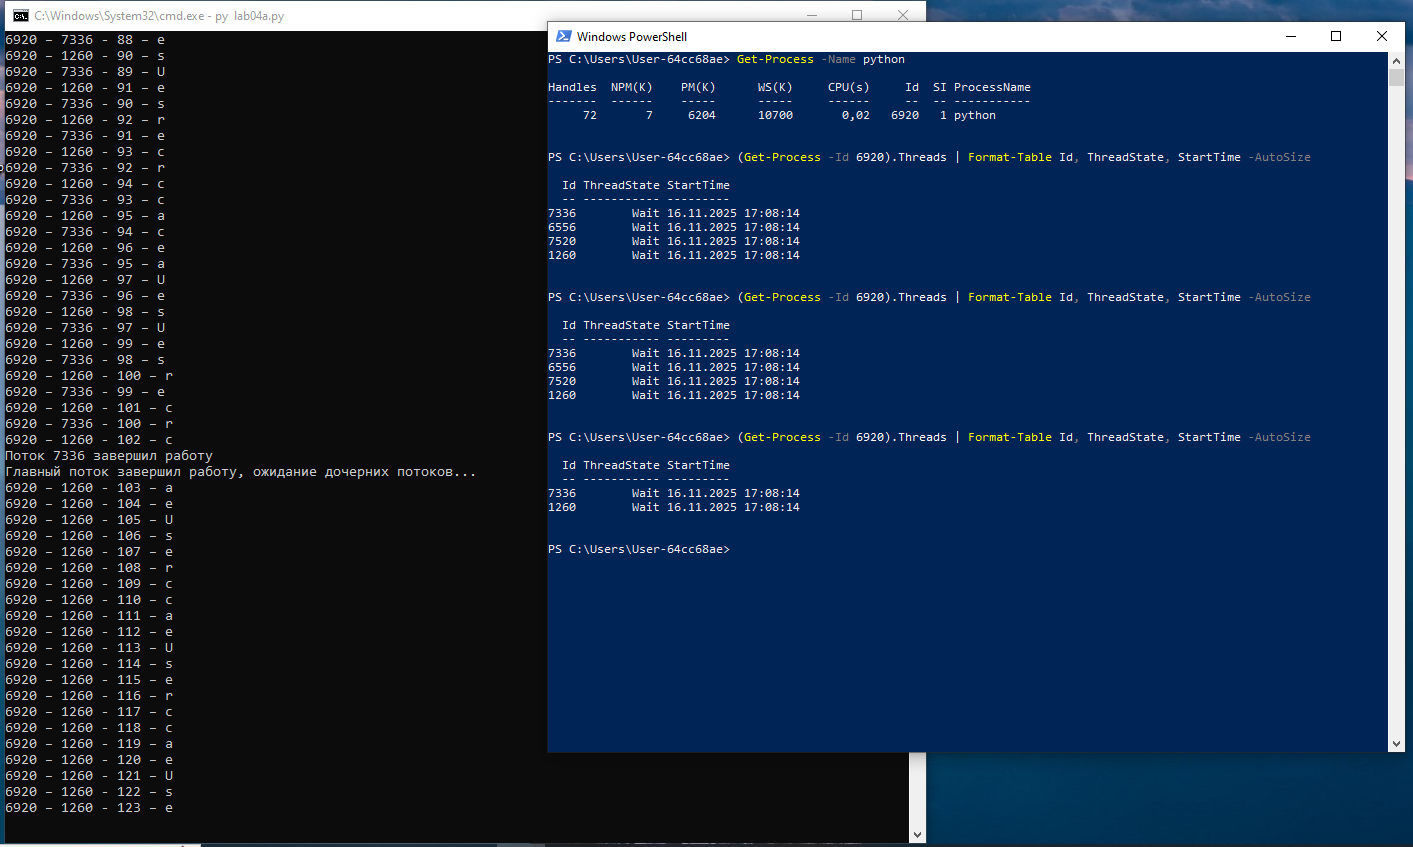 C:\Windows\System32\cmd.exe - py  lab04a.py
6920 – 7336 - 88 – e
6920 – 1260 - 90 – s
6920 – 7336 - 89 – U
6920 – 1260 - 91 – e
6920 – 7336 - 90 – s
6920 – 1260 - 92 – r
6920 – 7336 - 91 – e
6920 – 1260 - 93 – c
6920 – 7336 - 92 – r
6920 – 1260 - 94 – c
6920 – 7336 - 93 – c
6920 – 1260 - 95 – a
6920 – 7336 - 94 – c
6920 – 1260 - 96 – e
6920 – 7336 - 95 – a
6920 – 1260 - 97 – U
6920 – 7336 - 96 – e
6920 – 1260 - 98 – s
6920 – 7336 - 97 – U
6920 – 1260 - 99 – e
6920 – 7336 - 98 – s
6920 – 1260 - 100 – r
6920 – 7336 - 99 – e
6920 – 1260 - 101 – c
6920 – 7336 - 100 – r
6920 – 1260 - 102 – c
Поток 7336 завершил работу
Главный поток завершил работу, ожидание дочерних потоков...
6920 – 1260 - 103 – a
6920 – 1260 - 104 – e
6920 – 1260 - 105 – U
6920 – 1260 - 106 – s
6920 – 1260 - 107 – e
6920 – 1260 - 108 – r
6920 – 1260 - 109 – c
6920 – 1260 - 110 – c
6920 – 1260 - 111 – a
6920 – 1260 - 112 – e
6920 – 1260 - 113 – U
6920 – 1260 - 114 – s
6920 – 1260 - 115 – e
6920 – 1260 - 116 – r
6920 – 1260 - 117 – c
6920 – 1260 - 118 – c
6920 – 1260 - 119 – a
6920 – 1260 - 120 – e
6920 – 1260 - 121 – U
6920 – 1260 - 122 – s
6920 – 1260 - 123 – e
Windows PowerShell
PS C:\Users\User-64cc68ae> Get-Process -Name python
Handles  NPM(K)    PM(K)      WS(K)     CPU(s)     Id  SI ProcessName
-------  ------    -----      -----     ------     --  -- -----------
     72       7     6204      10700       0,02   6920   1 python
PS C:\Users\User-64cc68ae> (Get-Process -Id 6920).Threads | Format-Table Id, ThreadState, StartTime -AutoSize
  Id ThreadState StartTime
  -- ----------- ---------
7336        Wait 16.11.2025 17:08:14
6556        Wait 16.11.2025 17:08:14
7520        Wait 16.11.2025 17:08:14
1260        Wait 16.11.2025 17:08:14
PS C:\Users\User-64cc68ae> (Get-Process -Id 6920).Threads | Format-Table Id, ThreadState, StartTime -AutoSize
  Id ThreadState StartTime
  -- ----------- ---------
7336        Wait 16.11.2025 17:08:14
6556        Wait 16.11.2025 17:08:14
7520        Wait 16.11.2025 17:08:14
1260        Wait 16.11.2025 17:08:14
PS C:\Users\User-64cc68ae> (Get-Process -Id 6920).Threads | Format-Table Id, ThreadState, StartTime -AutoSize
  Id ThreadState StartTime
  -- ----------- ---------
7336        Wait 16.11.2025 17:08:14
1260        Wait 16.11.2025 17:08:14
PS C:\Users\User-64cc68ae>